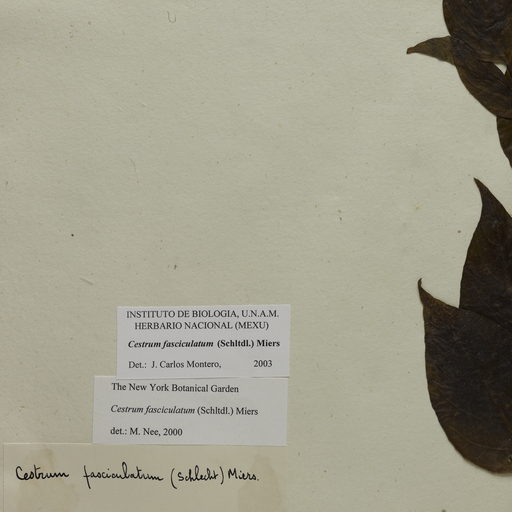 INSTITUTO DE BIOLOGIA, U.N.A.M.
HERBARIO NACIONAL (MEXU)
Cestrum fasciculatum (Schltdl.) Miers
Det.: J. Carlos Montero, 2003
The New York Botanical Garden
Cestrum fasciculatum (Schltdl.) Miers
det.: M. Nee, 2000
Cestrum fasciculatum (Schlecht) Miers.